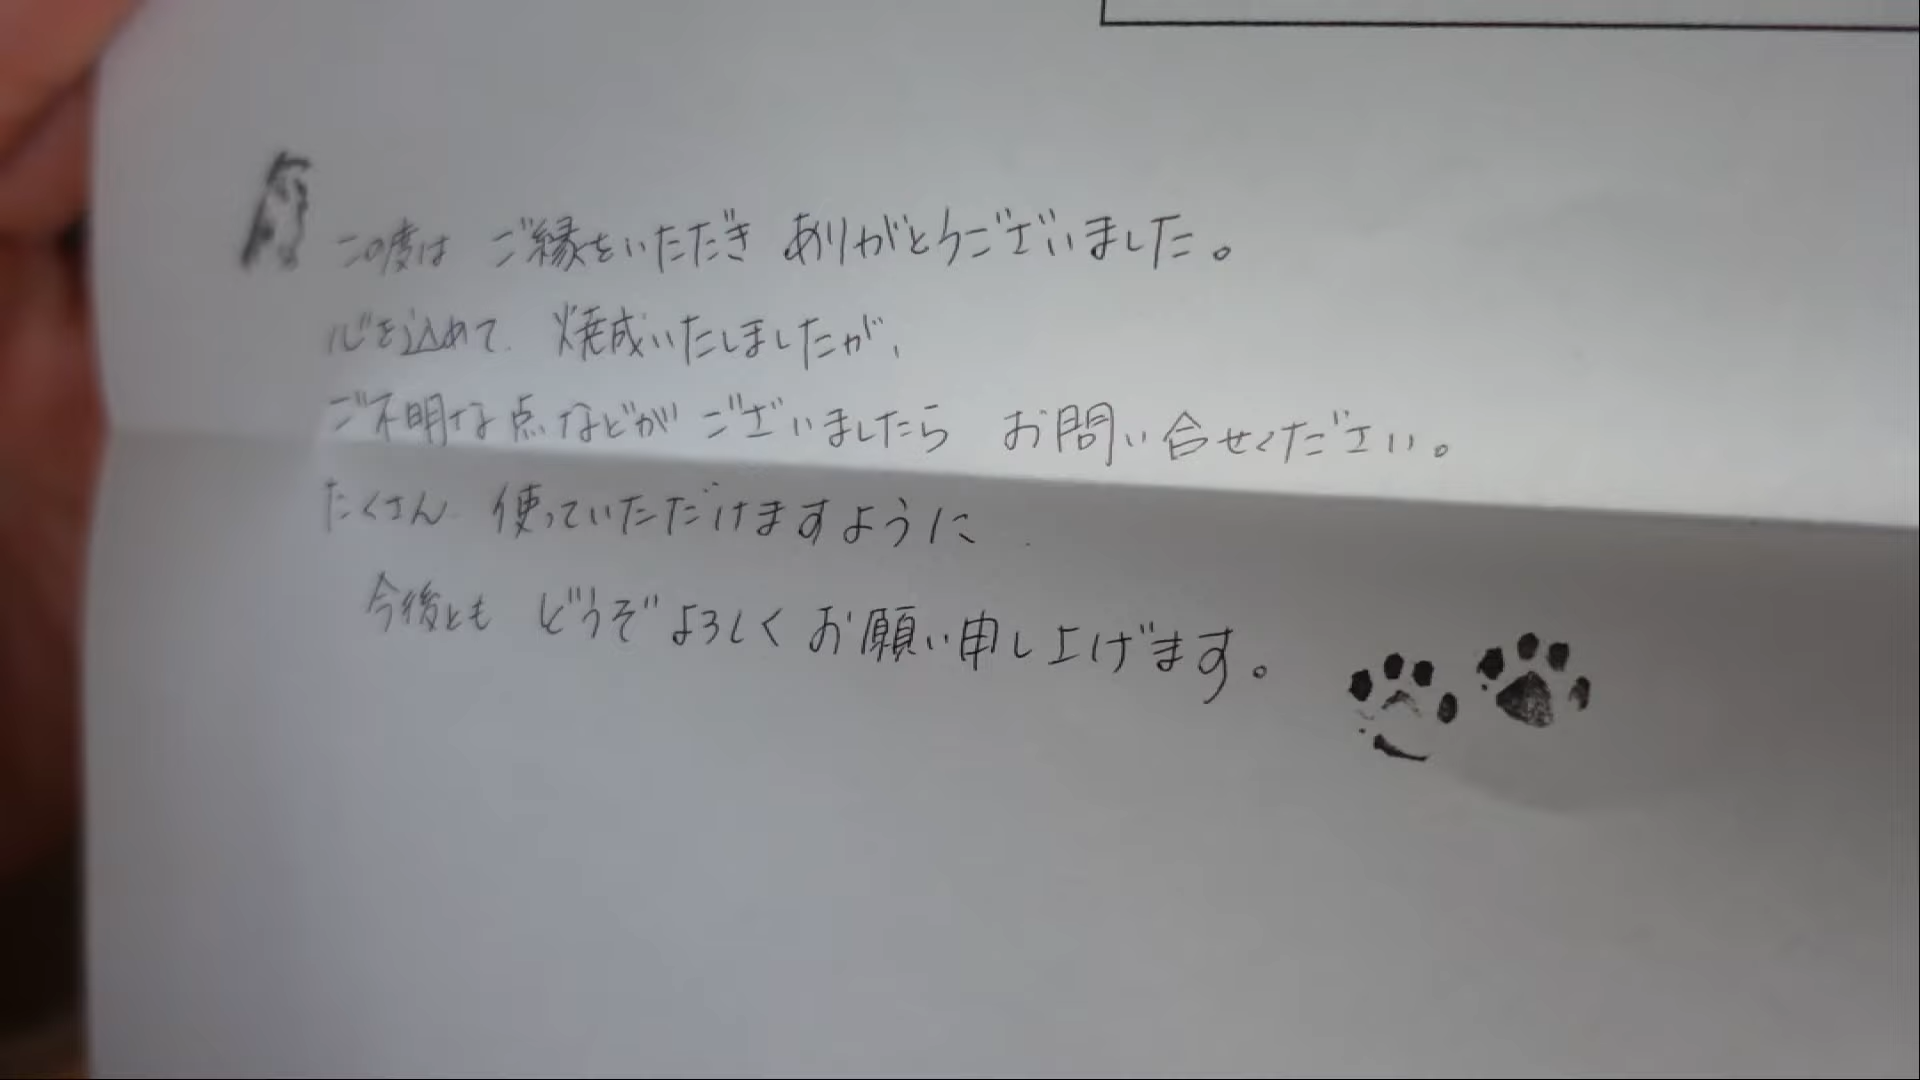 この度は ご縁をいただき ありがとうございました。
心を込めて、焼成いたしましたが、
ご不明な点などがございましたら お問い合せください。
たくさん 使っていただけますように
今後とも どうぞよろしくお願い申し上げます。